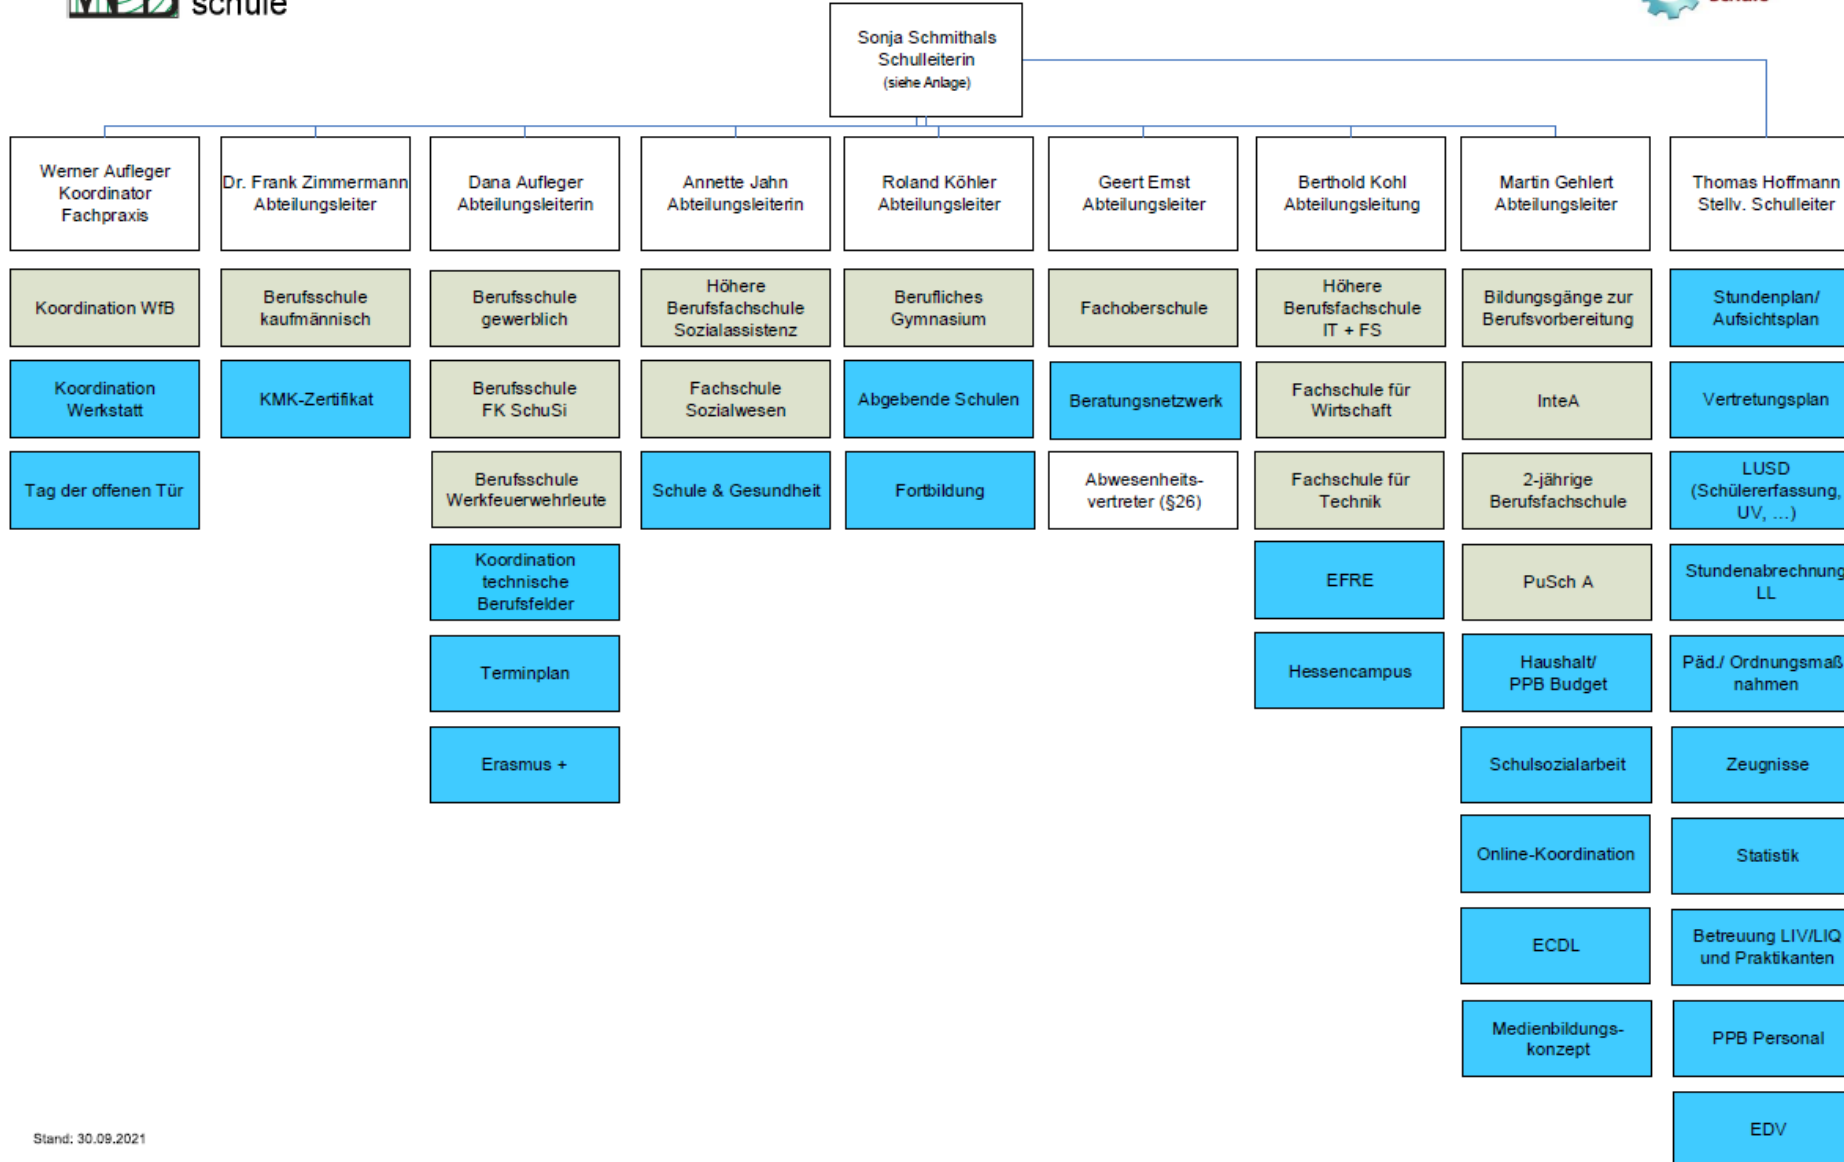 schule
Sonja Schmithals
Schulleiterin
(siehe Anlage)
Werner Aufleger
Koordinator
Fachpraxis
Dr. Frank Zimmermann
Abteilungsleiter
Dana Aufleger
Abteilungsleiterin
Annette Jahn
Abteilungsleiterin
Roland Köhler
Abteilungsleiter
Geert Ernst
Abteilungsleiter
Berthold Kohl
Abteilungsleitung
Martin Gehlert
Abteilungsleiter
Thomas Hoffmann
Stellv. Schulleiter
Koordination WfB
Berufsschule
kaufmännisch
Berufsschule
gewerblich
Höhere
Berufsfachschule
Sozialassistenz
Berufliches
Gymnasium
Fachoberschule
Höhere
Berufsfachschule
IT + FS
Bildungsgänge zur
Berufsvorbereitung
Stundenplan/
Aufsichtsplan
Koordination
Werkstatt
KMK-Zertifikat
Berufsschule
FK SchuSi
Fachschule
Sozialwesen
Abgebende Schulen
Beratungsnetzwerk
Fachschule für
Wirtschaft
InteA
Vertretungsplan
Tag der offenen Tür
Berufsschule
Werkfeuerwehrleute
Schule & Gesundheit
Fortbildung
Abwesenheits-
vertreter (§26)
Fachschule für
Technik
2-jährige
Berufsfachschule
LUSD
(Schülererfassung,
UV, ...)
Koordination
technische
Berufsfelder
EFRE
PuSch A
Stundenabrechnung
LL
Terminplan
Hessencampus
Haushalt/
PPB Budget
Päd./ Ordnungsmaß
nahmen
Erasmus +
Schulsozialarbeit
Zeugnisse
Online-Koordination
Statistik
ECDL
Betreuung LIV/LIQ
und Praktikanten
Medienbildungs-
konzept
PPB Personal
EDV
Stand: 30.09.2021